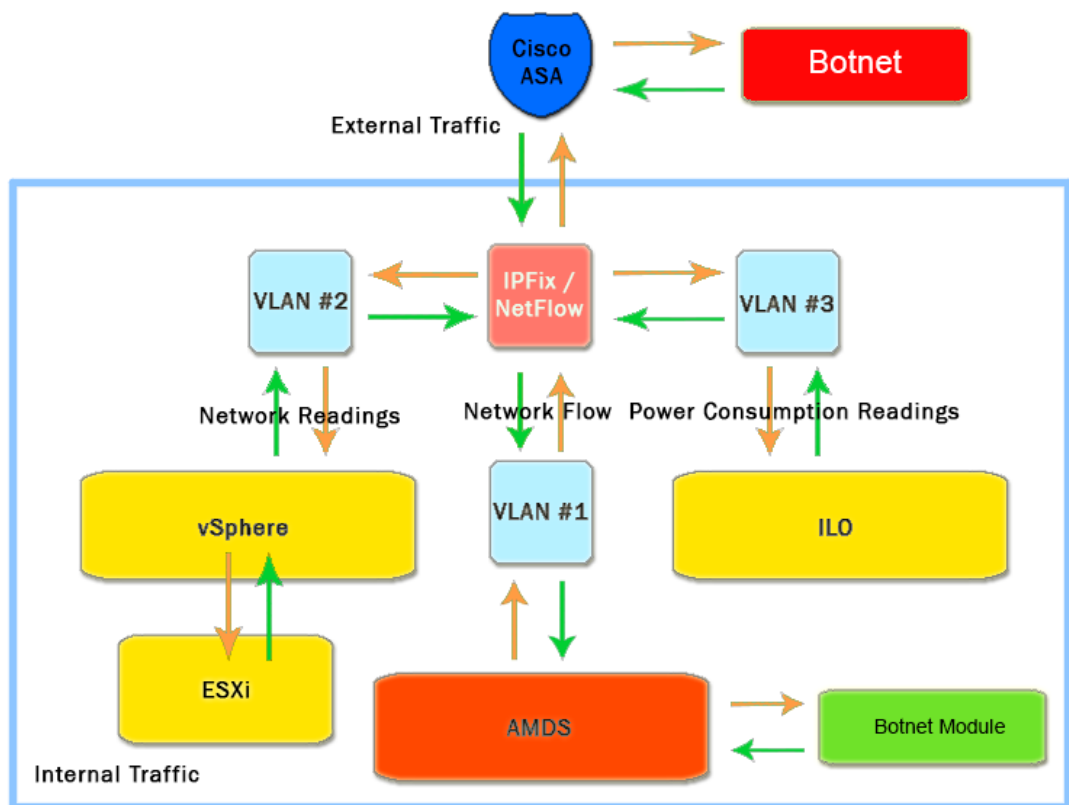 Cisco
ASA
Botnet
External Traffic
VLAN #2
IPFix /
NetFlow
VLAN #3
Network Readings
Network Flow
Power Consumption Readings
vSphere
VLAN #1
ILO
ESXi
AMDS
Botnet Module
Internal Traffic